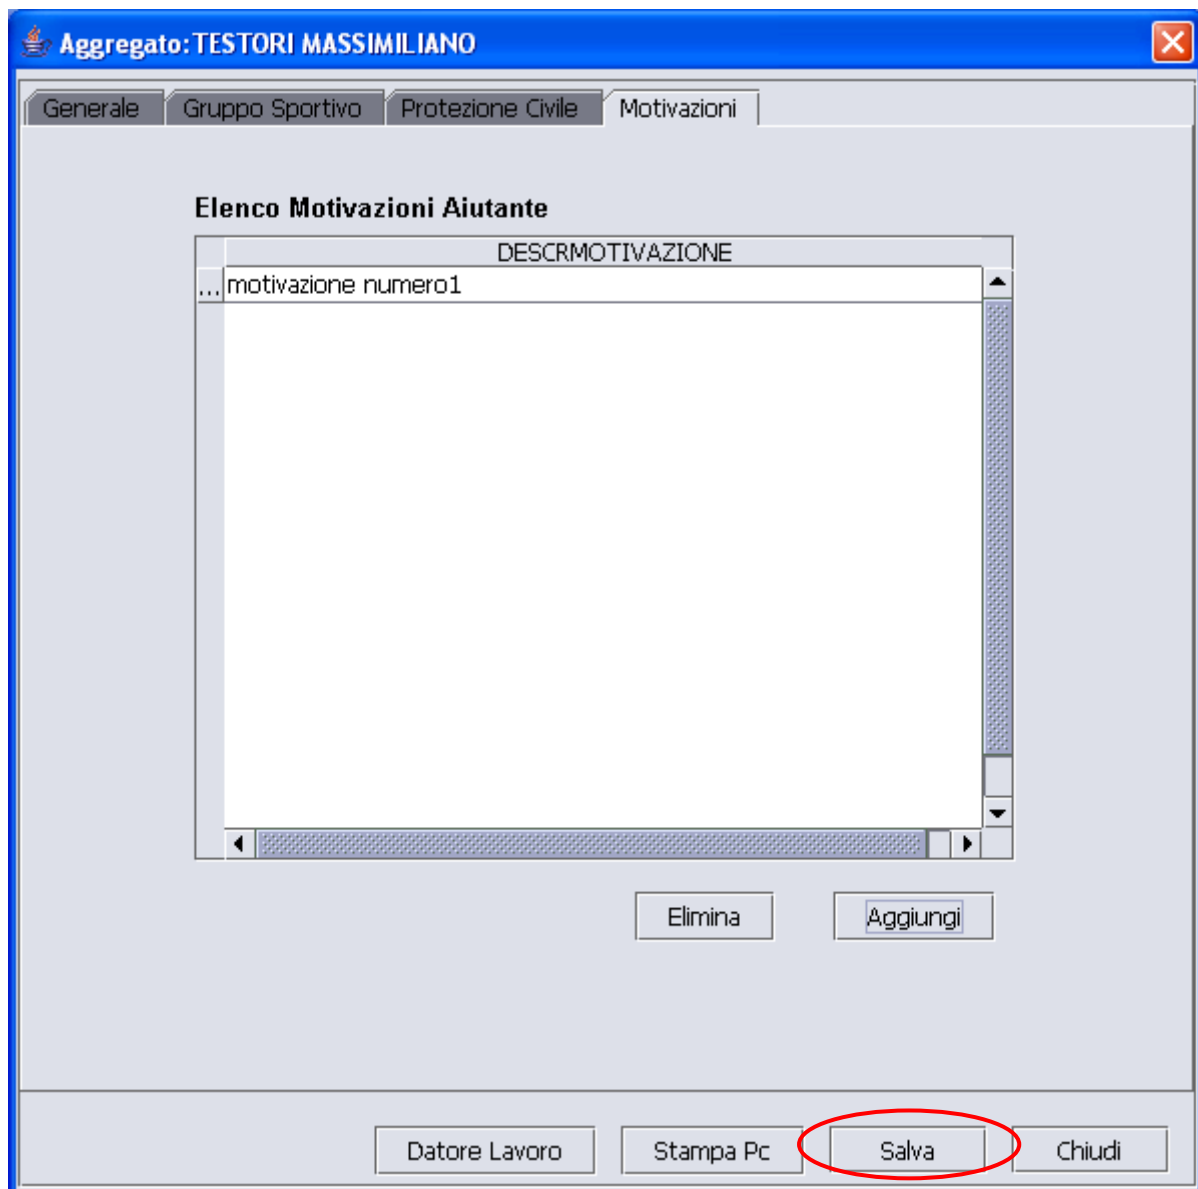 Aggregato: TESTORI MASSIMILIANO
Generale Gruppo Sportivo Protezione Civile Motivazioni
Elenco Motivazioni Aiutante
DESCRMOTIVAZIONE
... motivazione numero1
Elimina Aggiungi
Datore Lavoro Stampa Pc Salva Chiudi